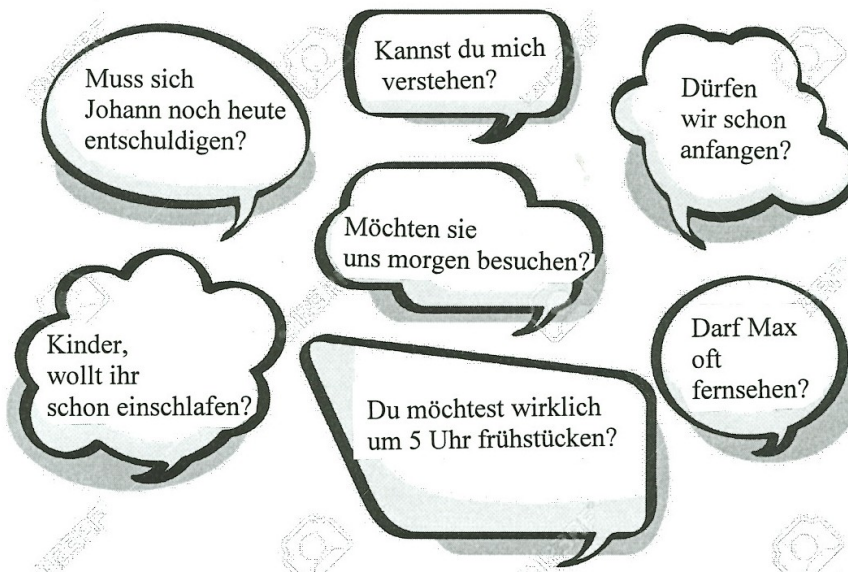 Muss sich
Johann noch heute
entschuldigen?
Kannst du mich
verstehen?
Dürfen
wir schon
anfangen?
Möchten sie
uns morgen besuchen?
Kinder,
wollt ihr
schon einschlafen?
Du möchtest wirklich
um 5 Uhr frühstücken?
Darf Max
oft
fernsehen?